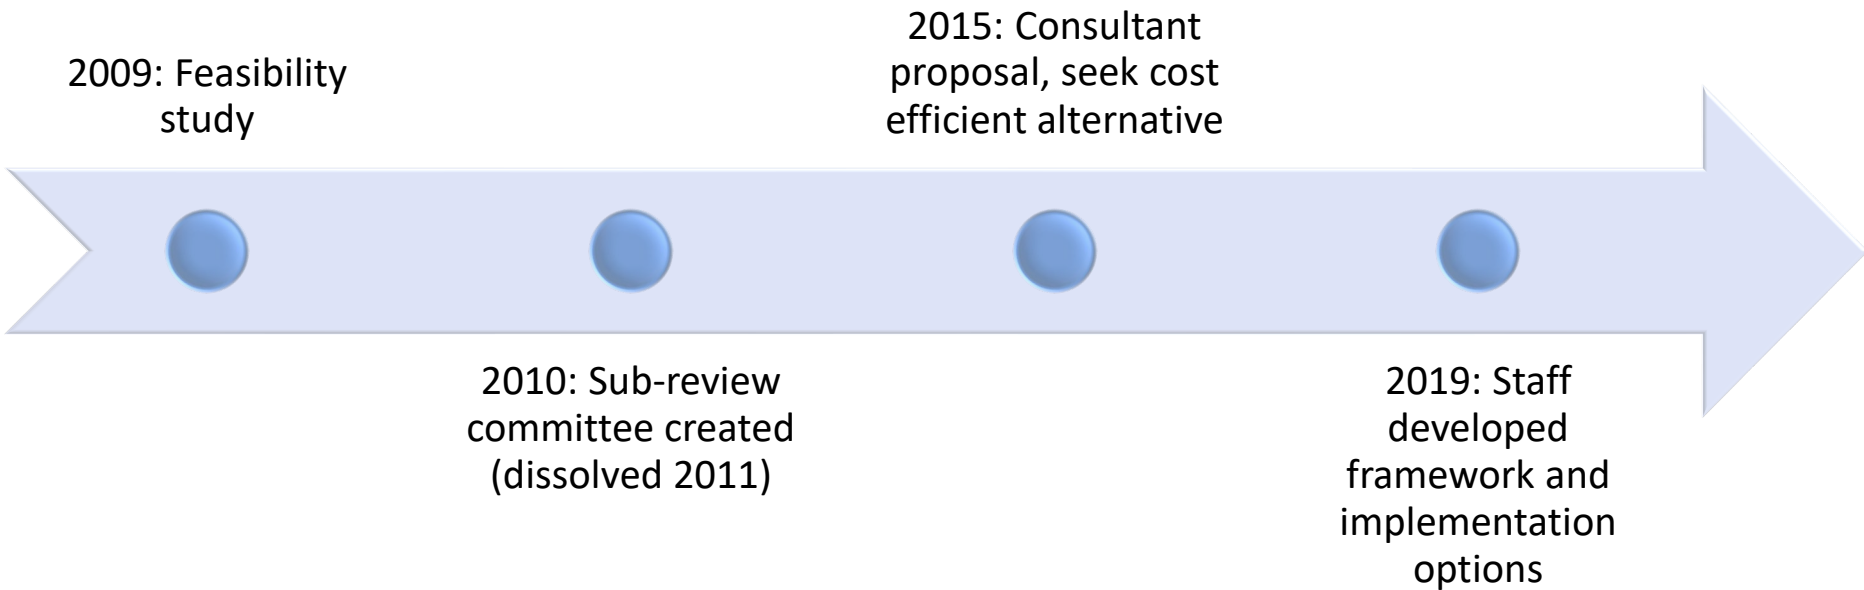 2009: Feasibility
study
2010: Sub-review
committee created
(dissolved 2011)
2015: Consultant
proposal, seek cost
efficient alternative
2019: Staff
developed
framework and
implementation
options